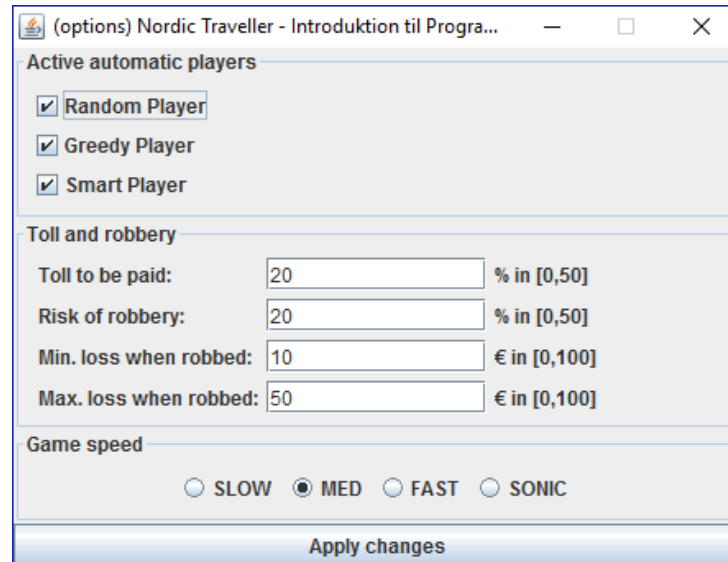 (options) Nordic Traveller - Introduktion til Progra...
Active automatic players
Random Player
Greedy Player
Smart Player
Toll and robbery
Toll to be paid: 20 % in [0,50]
Risk of robbery: 20 % in [0,50]
Min. loss when robbed: 10 € in [0,100]
Max. loss when robbed: 50 € in [0,100]
Game speed
SLOW MED FAST SONIC
Apply changes